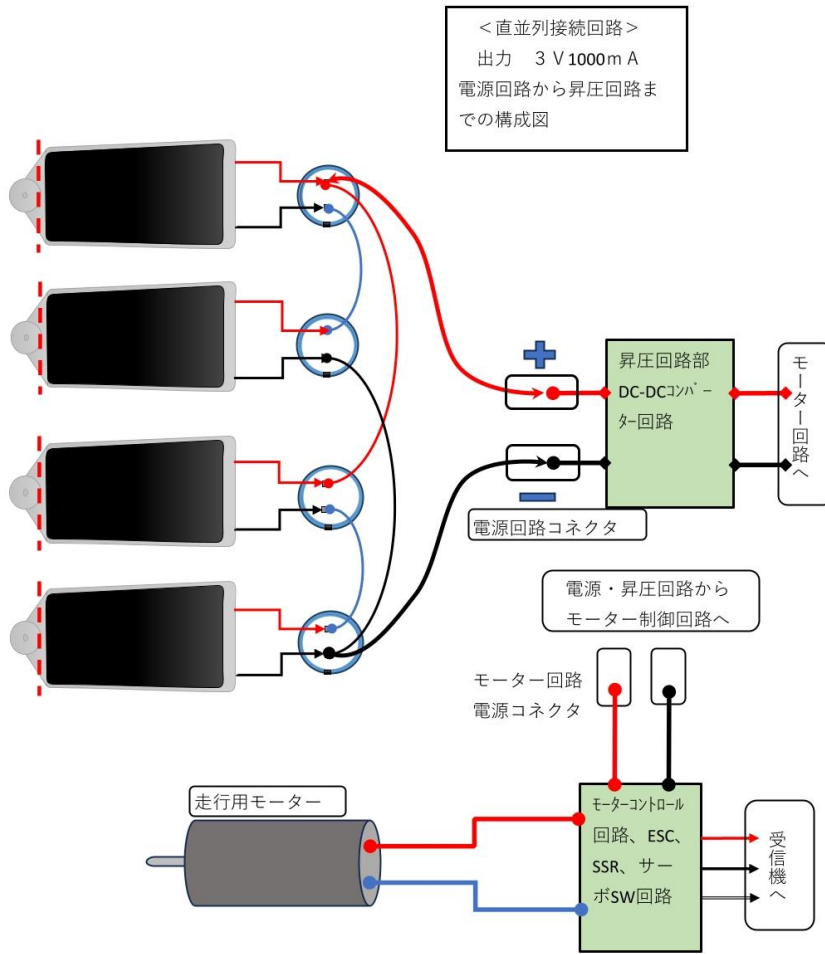 ＜直並列接続回路＞
出力　３Ｖ1000ｍＡ
電源回路から昇圧回路ま
での構成図
昇圧回路部
DC-DCｺﾝﾊﾞｰ
ﾀｰ回路
モーター回路へ
電源回路コネクタ
電源・昇圧回路から
モーター制御回路へ
モーター回路
電源コネクタ
走行用モーター
ﾓｰﾀｰｺﾝﾄﾛｰﾙ
回路、ESC、
SSR、サー
ボSW回路
受信機へ